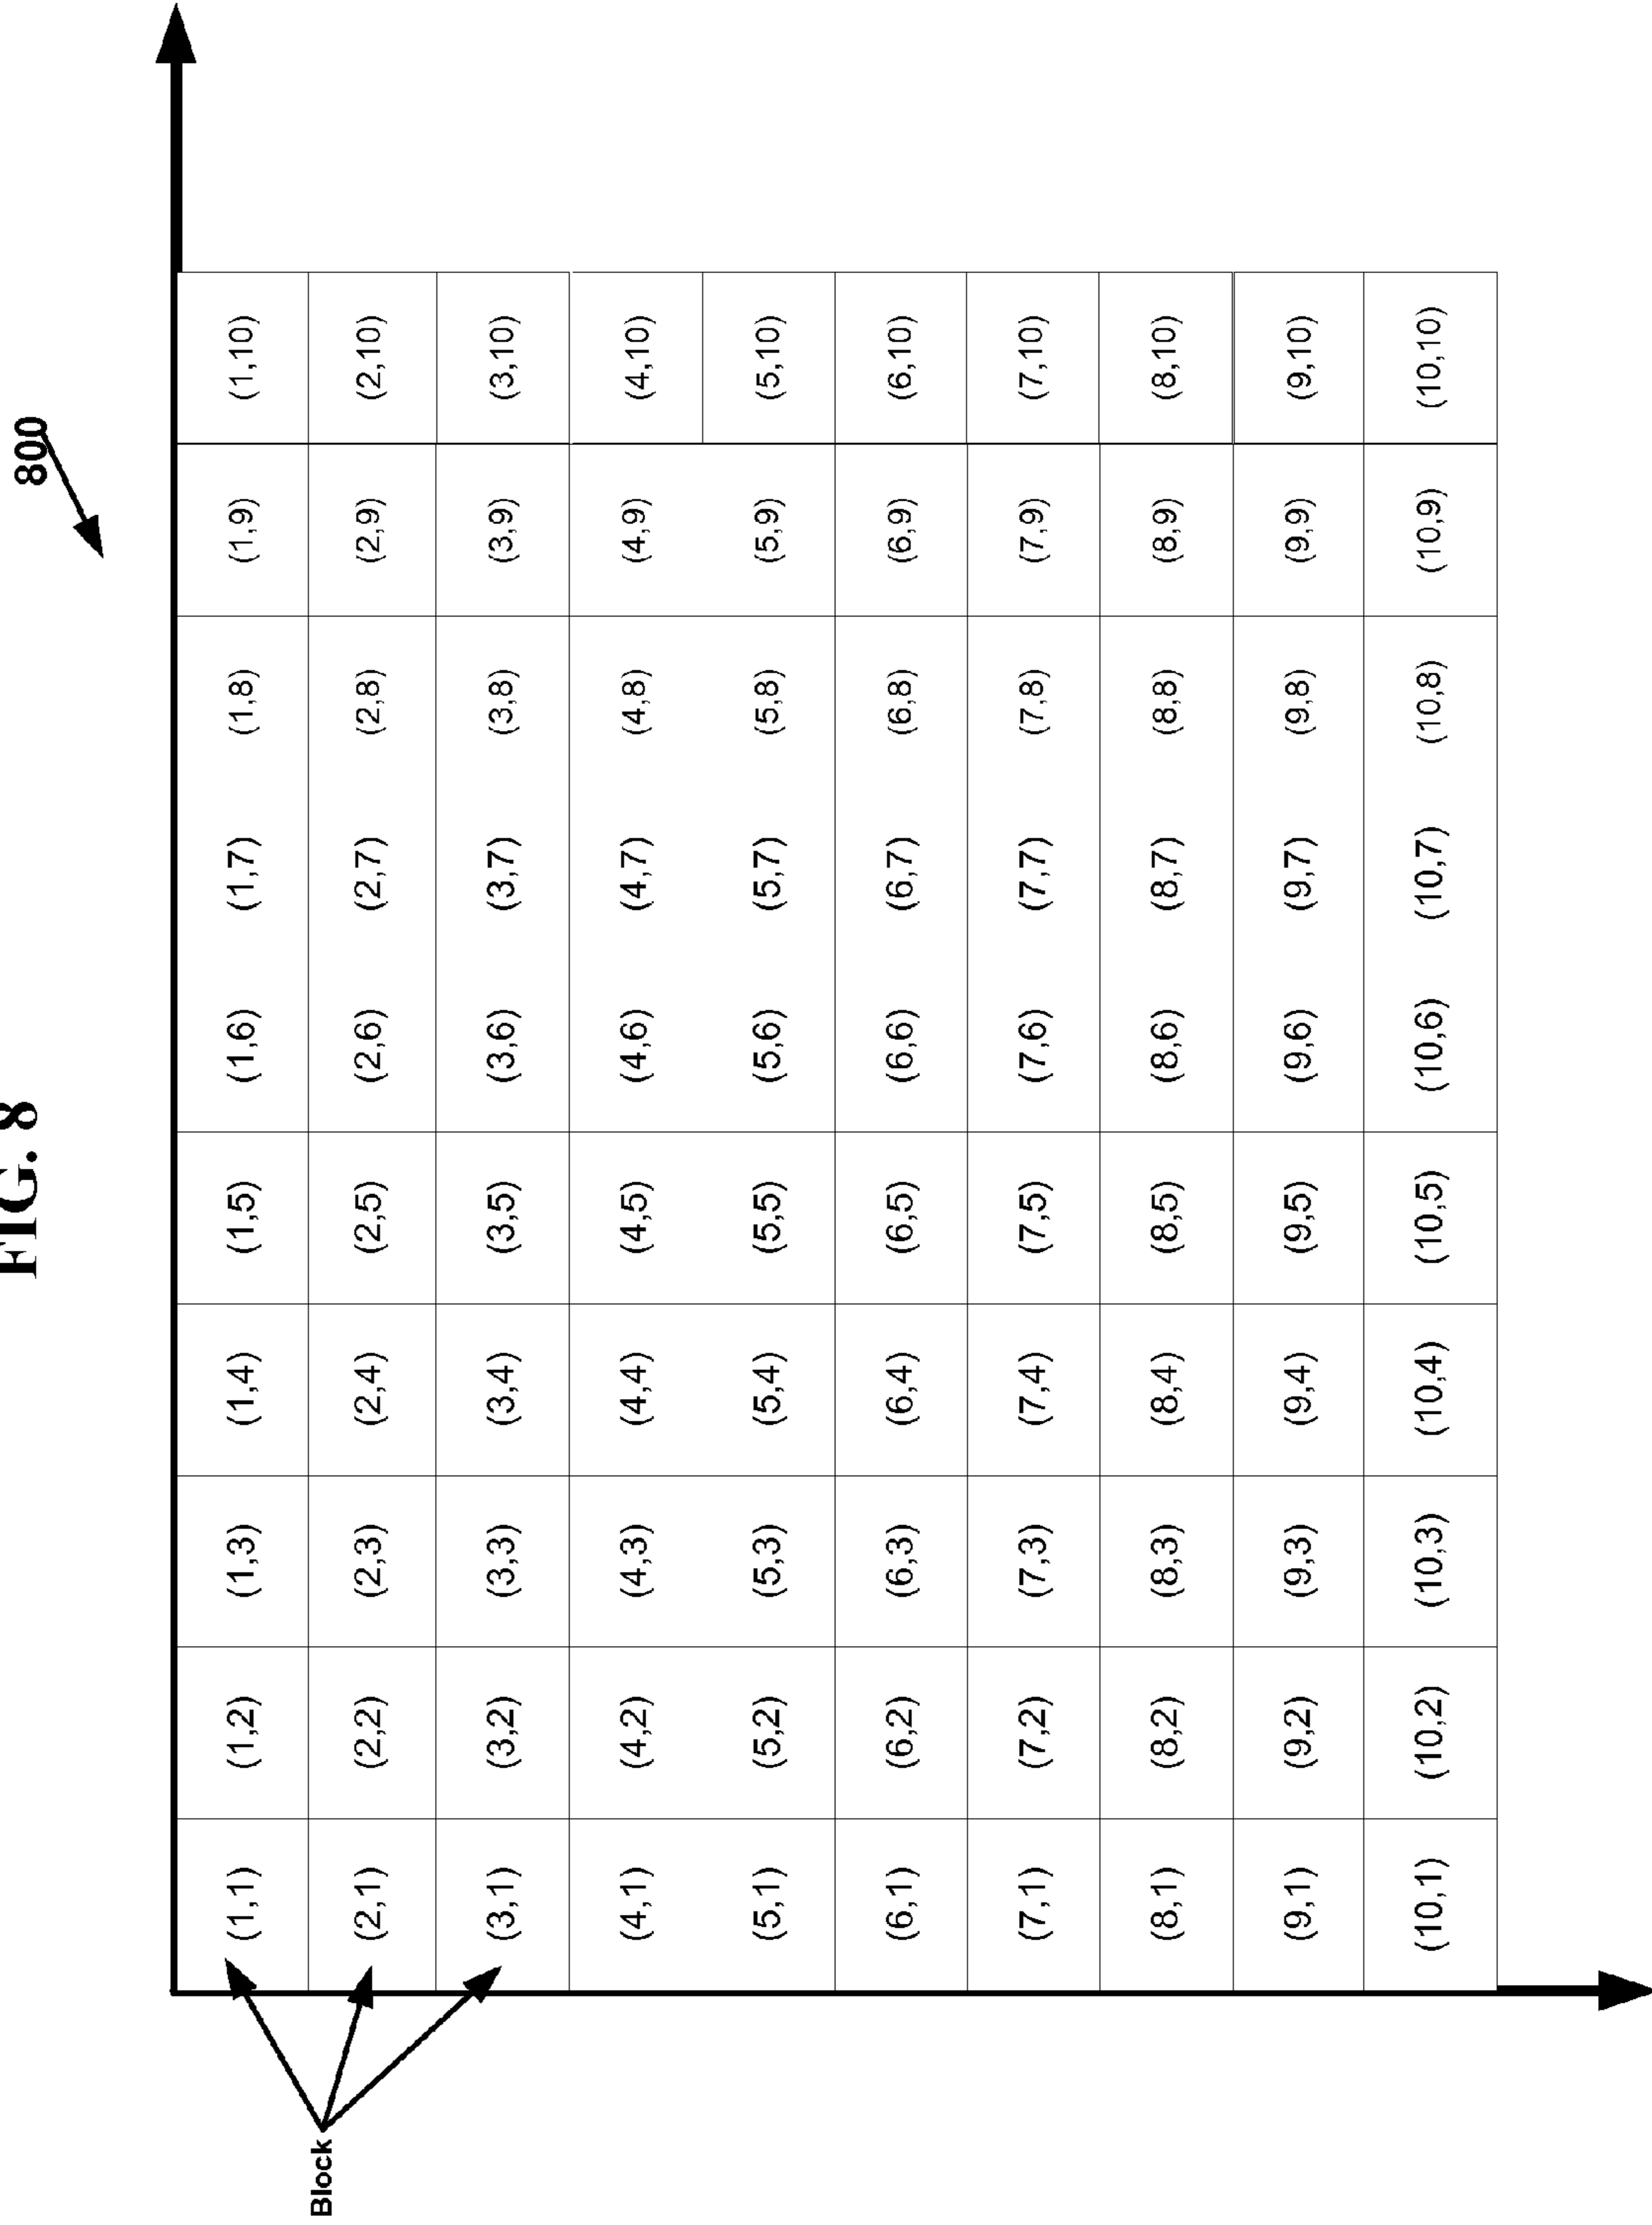 FIG. 8
800
(1,1) (1,2) (1,3) (1,4) (1,5) (1,6) (1,7) (1,8) (1,9) (1,10)
Block
(2,1) (2,2) (2,3) (2,4) (2,5) (2,6) (2,7) (2,8) (2,9) (2,10)
(3,1) (3,2) (3,3) (3,4) (3,5) (3,6) (3,7) (3,8) (3,9) (3,10)
(4,1) (4,2) (4,3) (4,4) (4,5) (4,6) (4,7) (4,8) (4,9) (4,10)
(5,1) (5,2) (5,3) (5,4) (5,5) (5,6) (5,7) (5,8) (5,9) (5,10)
(6,1) (6,2) (6,3) (6,4) (6,5) (6,6) (6,7) (6,8) (6,9) (6,10)
(7,1) (7,2) (7,3) (7,4) (7,5) (7,6) (7,7) (7,8) (7,9) (7,10)
(8,1) (8,2) (8,3) (8,4) (8,5) (8,6) (8,7) (8,8) (8,9) (8,10)
(9,1) (9,2) (9,3) (9,4) (9,5) (9,6) (9,7) (9,8) (9,9) (9,10)
(10,1) (10,2) (10,3) (10,4) (10,5) (10,6) (10,7) (10,8) (10,9) (10,10)